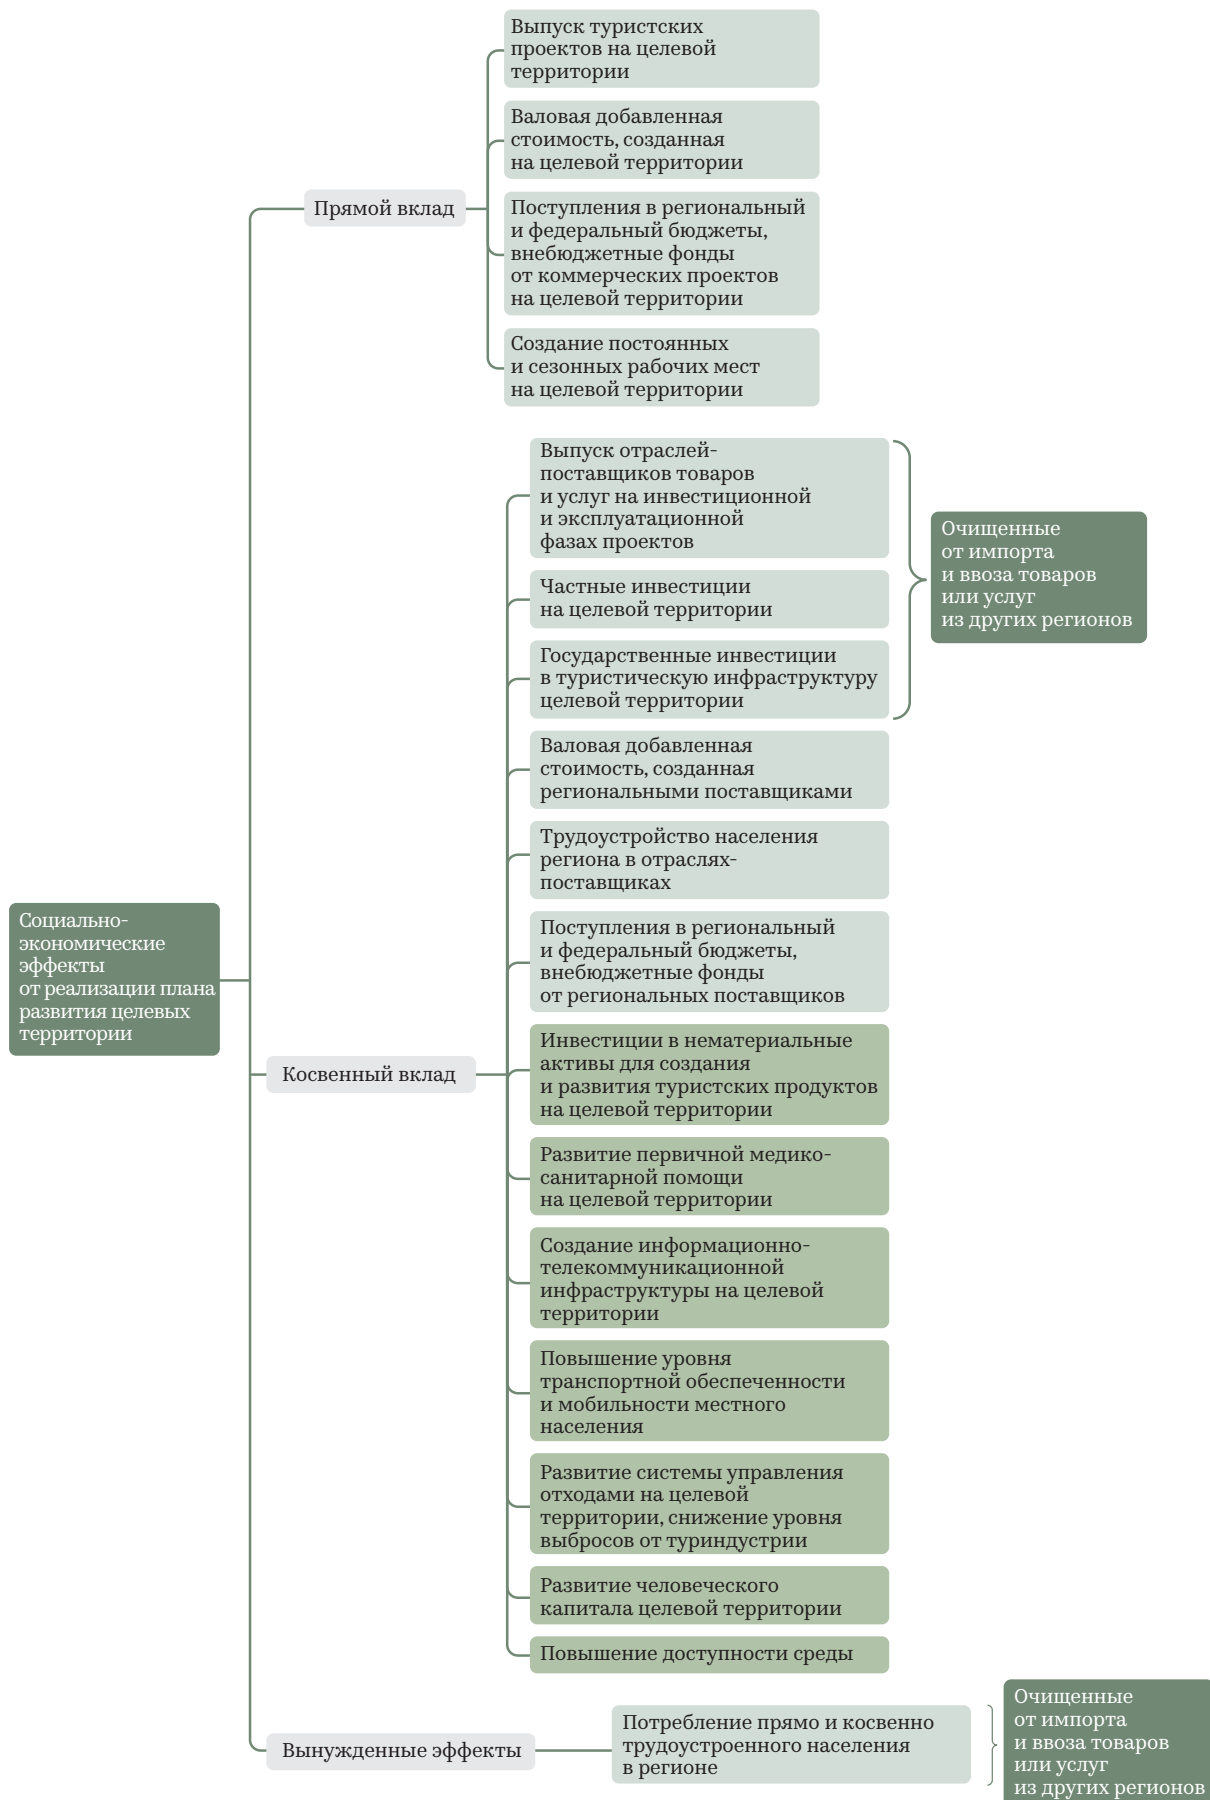 Выпуск туристских
проектов на целевой
территории
Валовая добавленная
стоимость, созданная
на целевой территории
Прямой вклад
Поступления в региональный
и федеральный бюджеты,
внебюджетные фонды
от коммерческих проектов
на целевой территории
Создание постоянных
и сезонных рабочих мест
на целевой территории
Выпуск отраслей-
поставщиков товаров
и услуг на инвестиционной
и эксплуатационной
фазах проектов
Очищенные
от импорта
и ввоза товаров
или услуг
из других регионов
Частные инвестиции
на целевой территории
Государственные инвестиции
в туристическую инфраструктуру
целевой территории
Валовая добавленная
стоимость, созданная
региональными поставщиками
Трудоустройство населения
региона в отраслях-
поставщиках
Социально-
экономические
эффекты
от реализации плана
развития целевых
территории
Поступления в региональный
и федеральный бюджеты,
внебюджетные фонды
от региональных поставщиков
Косвенный вклад
Инвестиции в нематериальные
активы для создания
и развития туристских продуктов
на целевой территории
Развитие первичной медико-
санитарной помощи
на целевой территории
Создание информационно-
телекоммуникационной
инфраструктуры на целевой
территории
Повышение уровня
транспортной обеспеченности
и мобильности местного
населения
Развитие системы управления
отходами на целевой
территории, снижение уровня
выбросов от туриндустрии
Развитие человеческого
капитала целевой территории
Повышение доступности среды
Вынужденные эффекты
Потребление прямо и косвенно
трудоустроенного населения
в регионе
Очищенные
от импорта
и ввоза товаров
или услуг
из других регионов